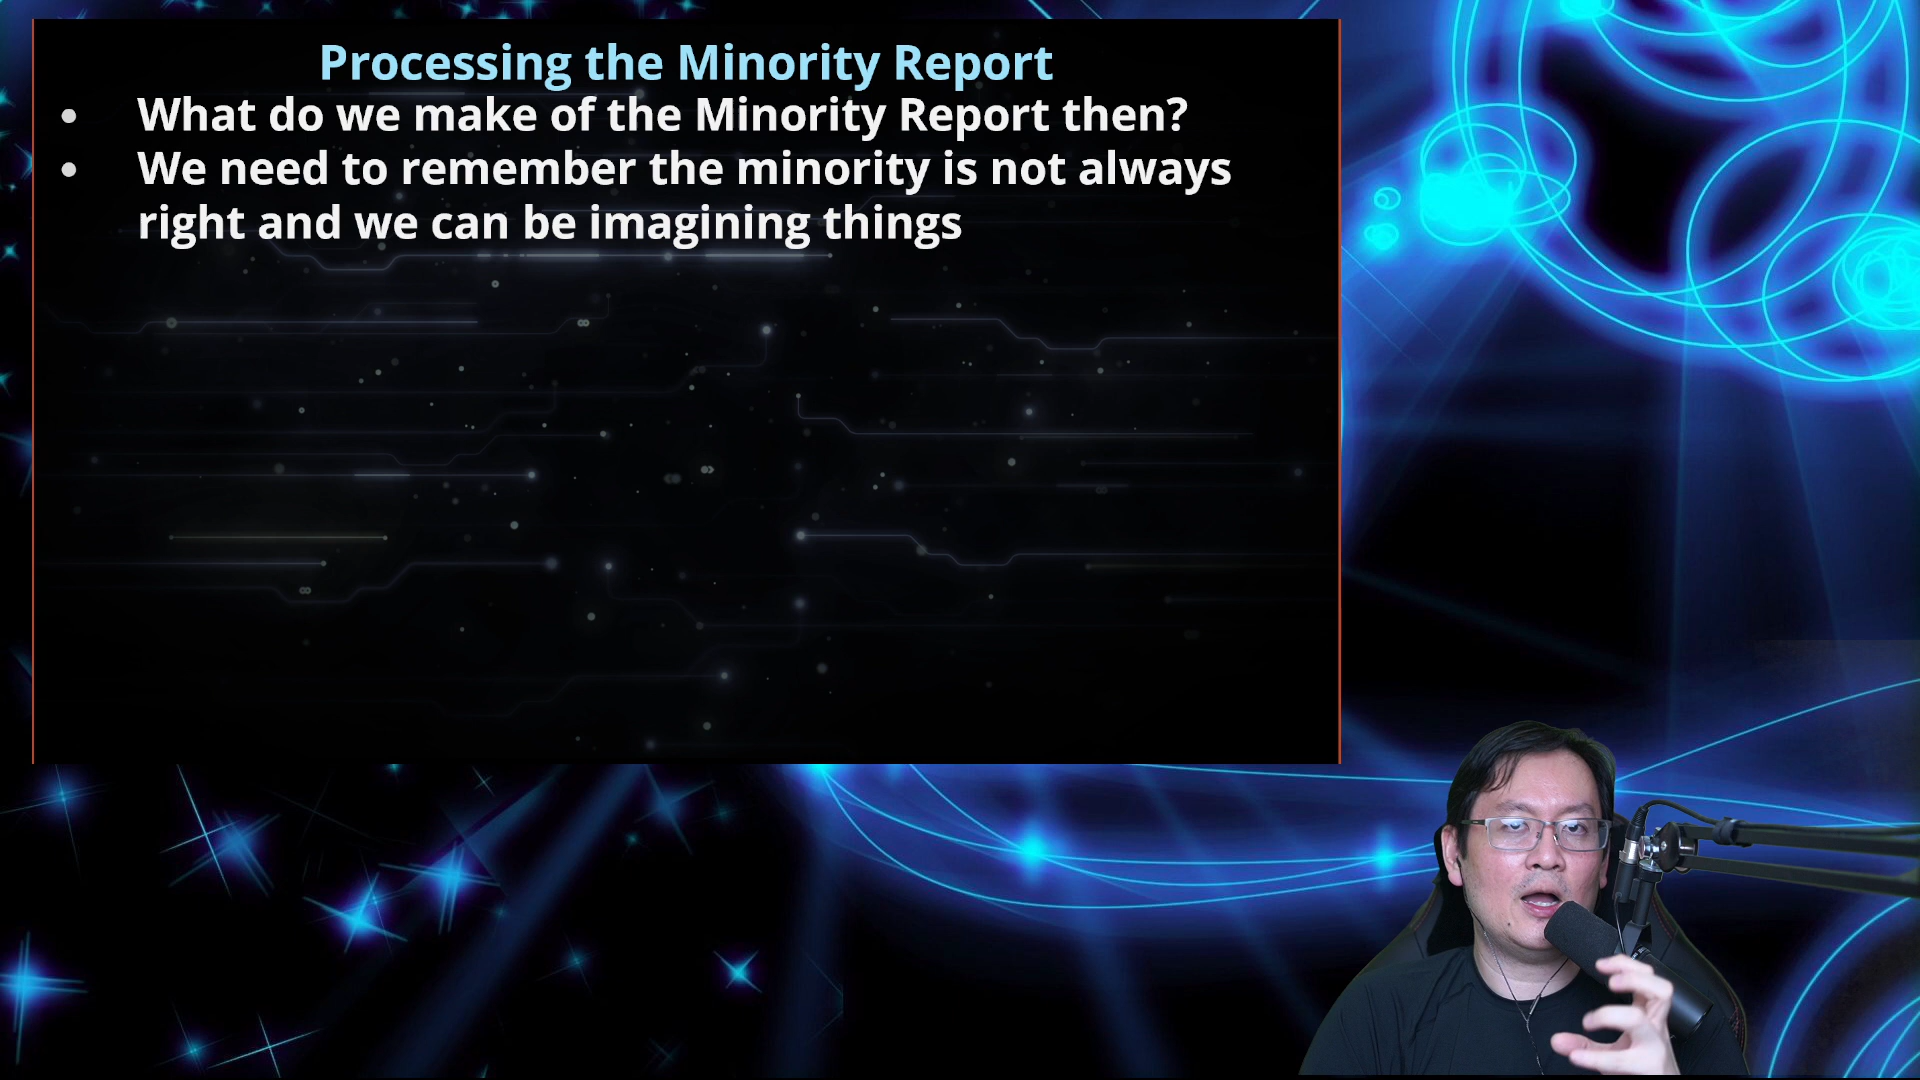 Processing the Minority Report
• What do we make of the Minority Report then?
• We need to remember the minority is not always
right and we can be imagining things